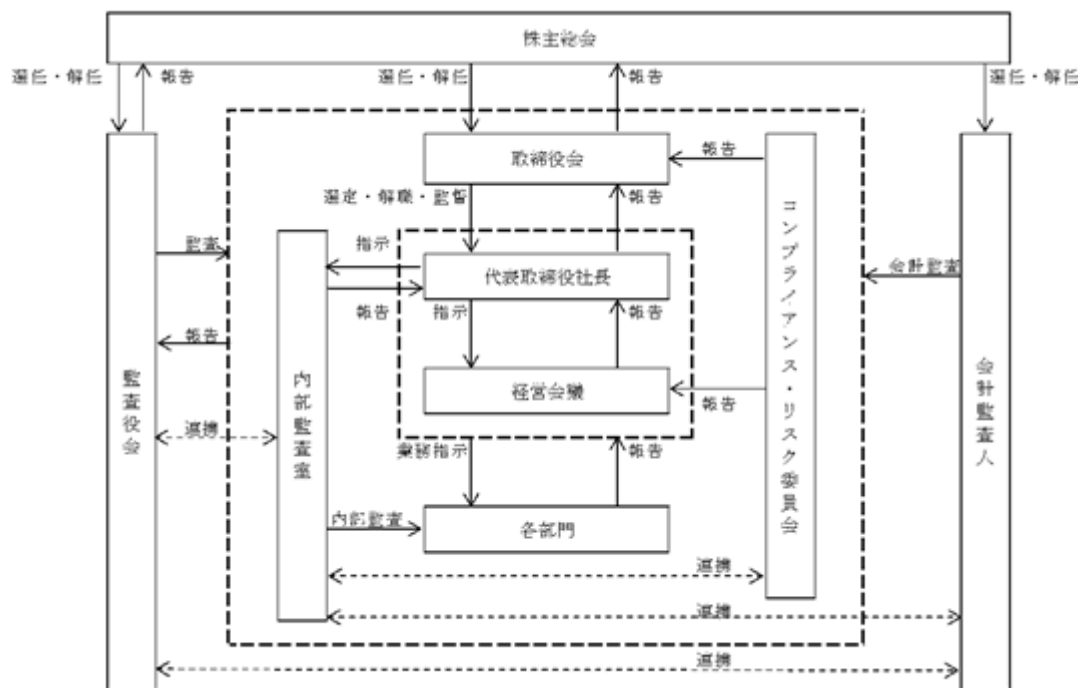 株主総会
選任・解任
報告
選任・解任
報告
選任・解任
取締役会
報告
選定・解職・監督
報告
コンプライアンス・リスク委員会
監査
指示
代表取締役社長
会計監査
報告
指示
報告
報告
監査役会
内部監査室
経営会議
報告
会計監査人
連携
業務指示
報告
内部監査
各部門
連携
連携
連携